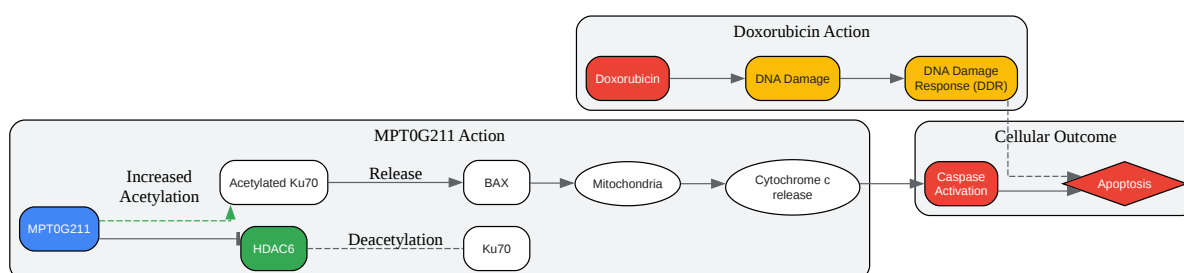 Doxorubicin Action
Doxorubicin
DNA Damage
DNA Damage
Response (DDR)
MPT0G211 Action
Cellular Outcome
Increased
Acetylation
Acetylated Ku70
Release
BAX
Mitochondria
Cytochrome c
release
Caspase
Activation
Apoptosis
MPT0G211
HDAC6
Deacetylation
Ku70